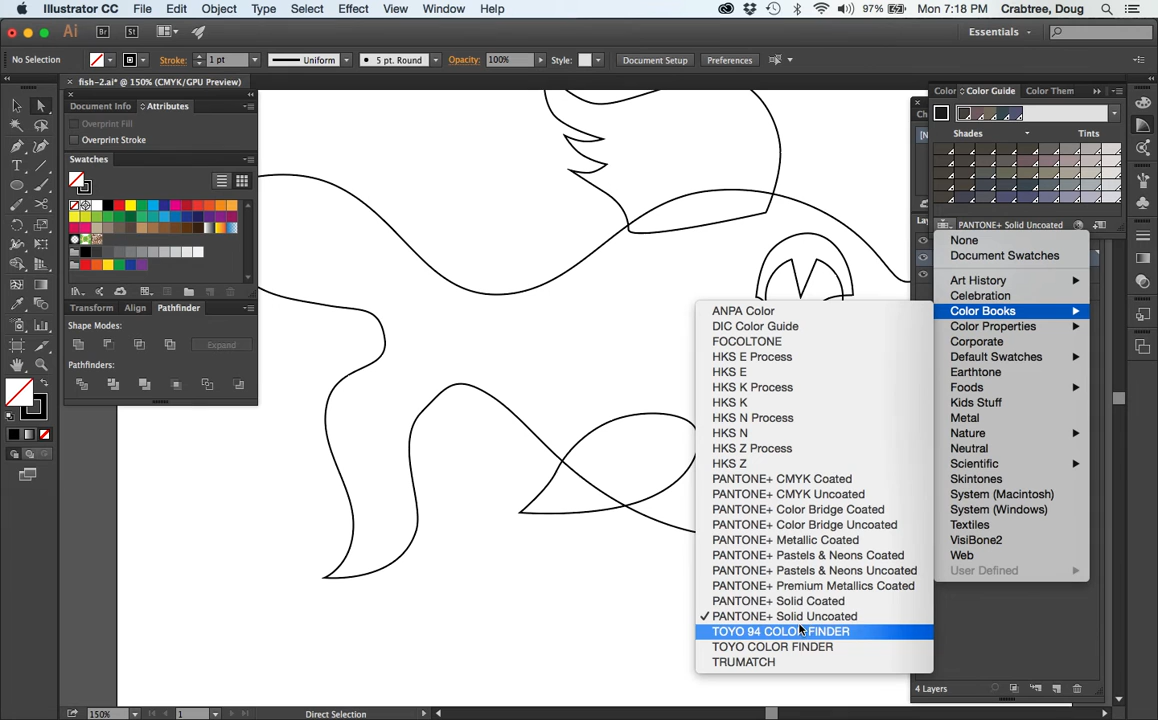 Illustrator CC File Edit Object Type Select Effect View Window Help 97% Mon 7:18 PM Crabtree, Doug
Ai Br St Essentials
No Selection Stroke: 1 pt Uniform 5 pt. Round Opacity: 100% Style: Document Setup Preferences
× fish-2.ai* @ 150% (CMYK/GPU Preview)
Document Info Attributes
Overprint Fill
Overprint Stroke
Swatches
Transform Align Pathfinder
Shape Modes:
Expand
Pathfinders:
Color Guide Color Them
Shades Tints
PANTONE+ Solid Uncoated
None
Document Swatches
Art History
Celebration
Color Books
Color Properties
Corporate
Default Swatches
Earthtone
Foods
Kids Stuff
Metal
Nature
Neutral
Scientific
Skintones
System (Macintosh)
System (Windows)
Textiles
VisiBone2
Web
User Defined
ANPA Color
DIC Color Guide
FOCOLTONE
HKS E Process
HKS E
HKS K Process
HKS K
HKS N Process
HKS N
HKS Z Process
HKS Z
PANTONE+ CMYK Coated
PANTONE+ CMYK Uncoated
PANTONE+ Color Bridge Coated
PANTONE+ Color Bridge Uncoated
PANTONE+ Metallic Coated
PANTONE+ Pastels & Neons Coated
PANTONE+ Pastels & Neons Uncoated
PANTONE+ Premium Metallics Coated
PANTONE+ Solid Coated
✓ PANTONE+ Solid Uncoated
TOYO 94 COLOR FINDER
TOYO COLOR FINDER
TRUMATCH
4 Layers
150% 1 Direct Selection